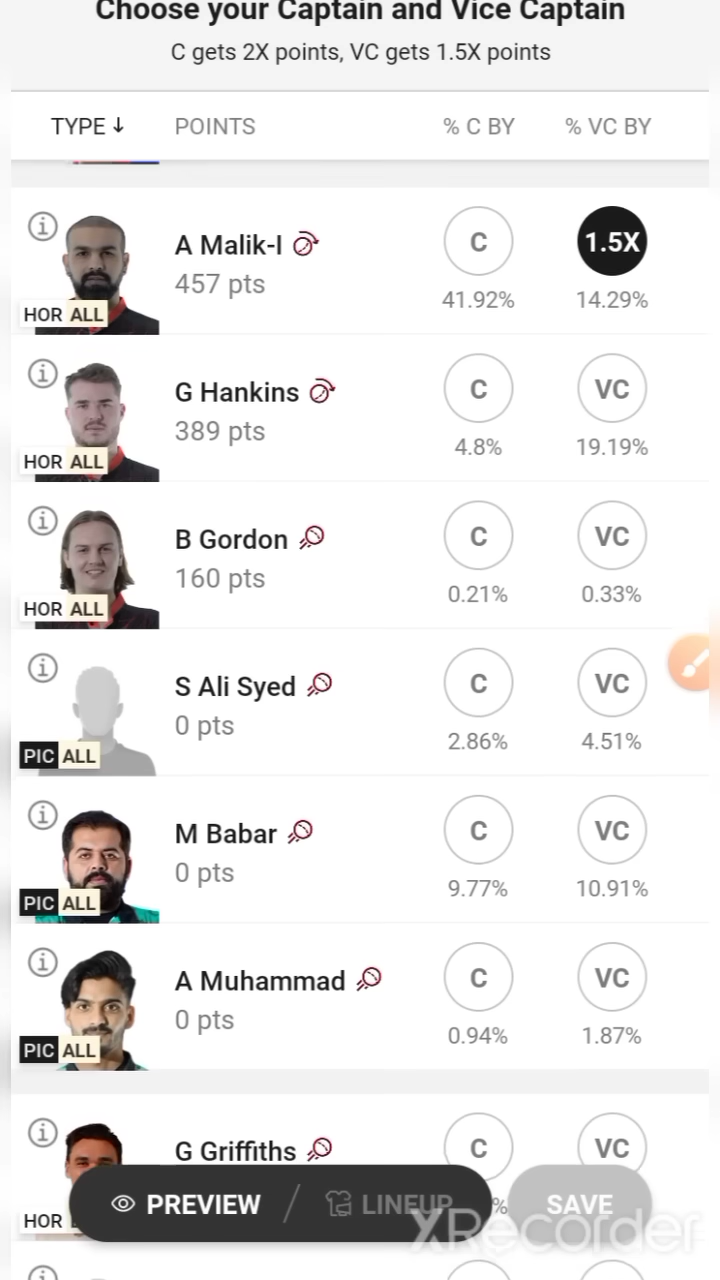 Choose your Captain and Vice Captain
C gets 2X points, VC gets 1.5X points
TYPE↓ POINTS % C BY % VC BY
A Malik-I C 1.5X
457 pts 41.92% 14.29%
HOR ALL
G Hankins C VC
389 pts 4.8% 19.19%
HOR ALL
B Gordon C VC
160 pts 0.21% 0.33%
HOR ALL
S Ali Syed C VC
0 pts 2.86% 4.51%
PIC ALL
M Babar C VC
0 pts 9.77% 10.91%
PIC ALL
A Muhammad C VC
0 pts 0.94% 1.87%
PIC ALL
G Griffiths C VC
PREVIEW / LINEUP % SAVE
HOR
XRecorder